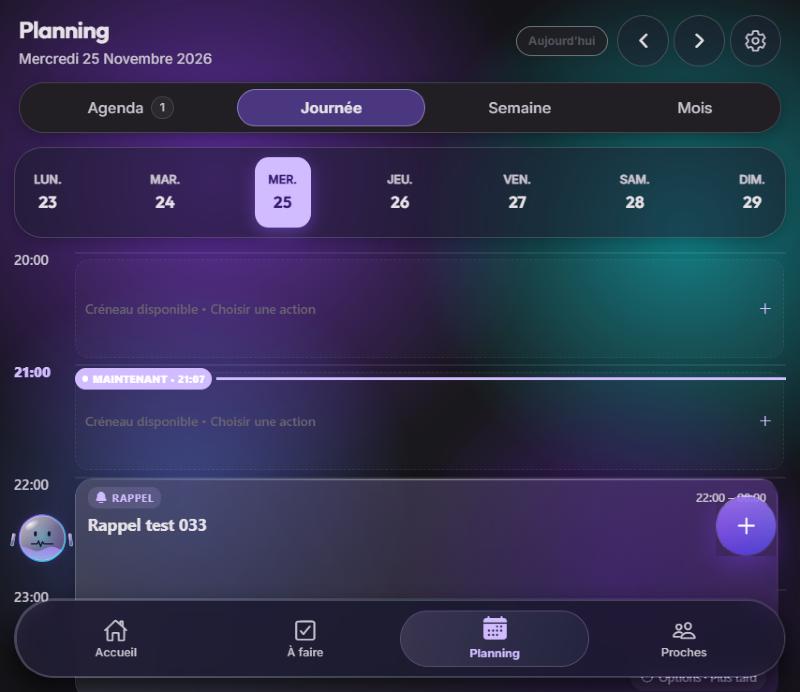 Planning
Mercredi 25 Novembre 2026
Aujourd'hui
Agenda 1 Journée Semaine Mois
LUN. MAR. MER. JEU. VEN. SAM. DIM.
23 24 25 26 27 28 29
20:00
Créneau disponible • Choisir une action +
21:00
MAINTENANT • 21:07
Créneau disponible • Choisir une action +
22:00
RAPPEL 22:00 –
Rappel test 033
+
23:00
Accueil À faire Planning Proches
Options • Plus tard